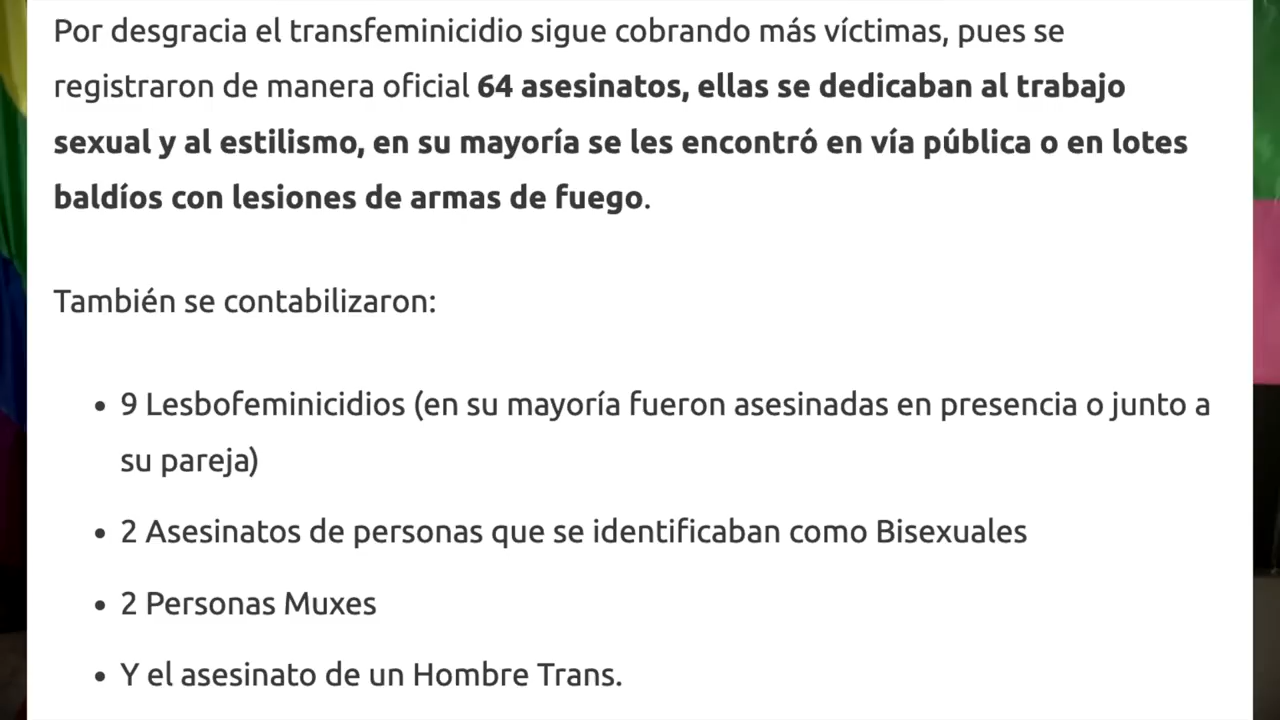 Por desgracia el transfeminicidio sigue cobrando más víctimas, pues se
registraron de manera oficial 64 asesinatos, ellas se dedicaban al trabajo
sexual y al estilismo, en su mayoría se les encontró en vía pública o en lotes
baldíos con lesiones de armas de fuego.
También se contabilizaron:
• 9 Lesbofeminicidios (en su mayoría fueron asesinadas en presencia o junto a
su pareja)
• 2 Asesinatos de personas que se identificaban como Bisexuales
• 2 Personas Muxes
• Y el asesinato de un Hombre Trans.